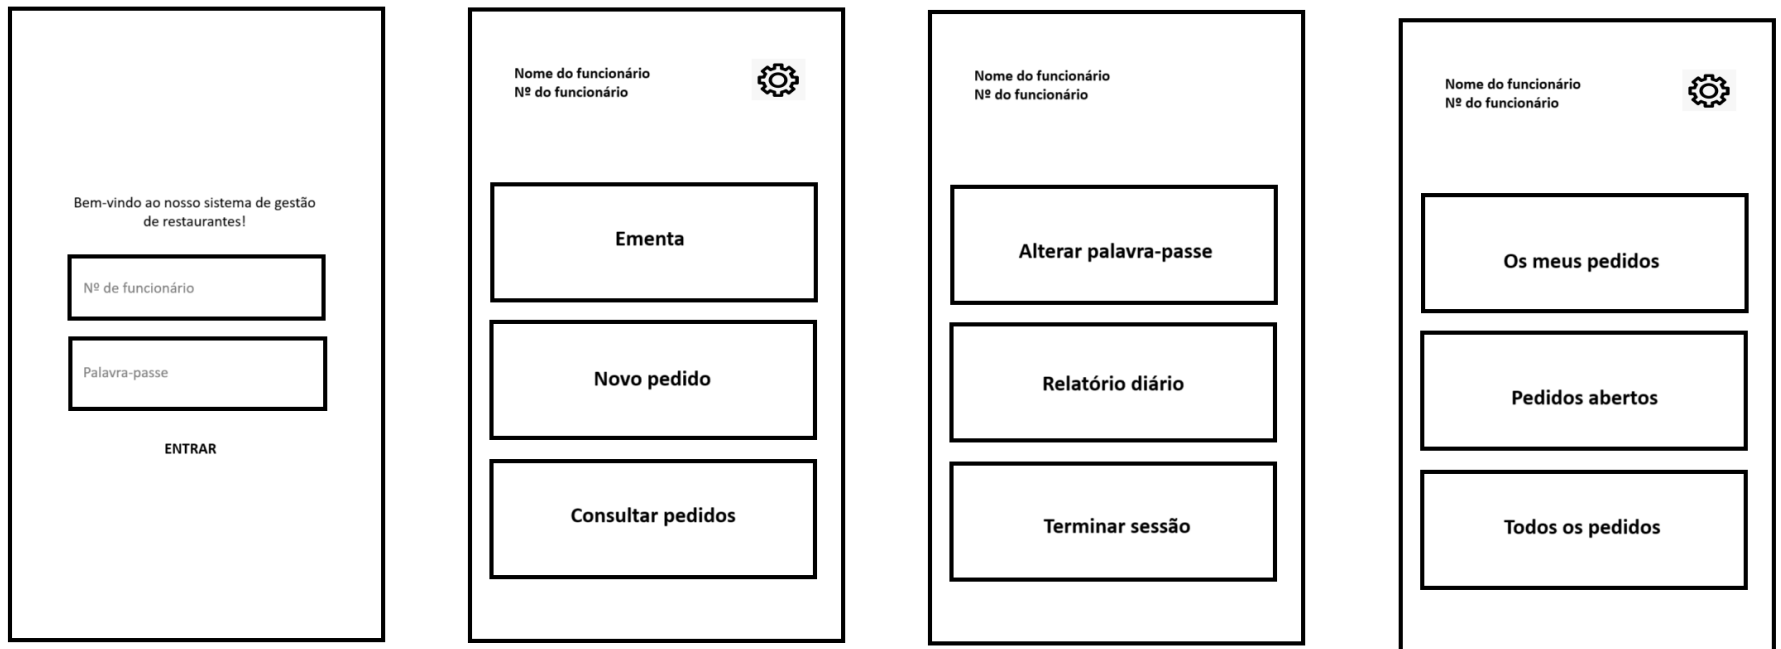 Bem-vindo ao nosso sistema de gestão
de restaurantes!
Nº de funcionário
Palavra-passe
ENTRAR
Nome do funcionário
Nº do funcionário
Ementa
Novo pedido
Consultar pedidos
Nome do funcionário
Nº do funcionário
Alterar palavra-passe
Relatório diário
Terminar sessão
Nome do funcionário
Nº do funcionário
Os meus pedidos
Pedidos abertos
Todos os pedidos